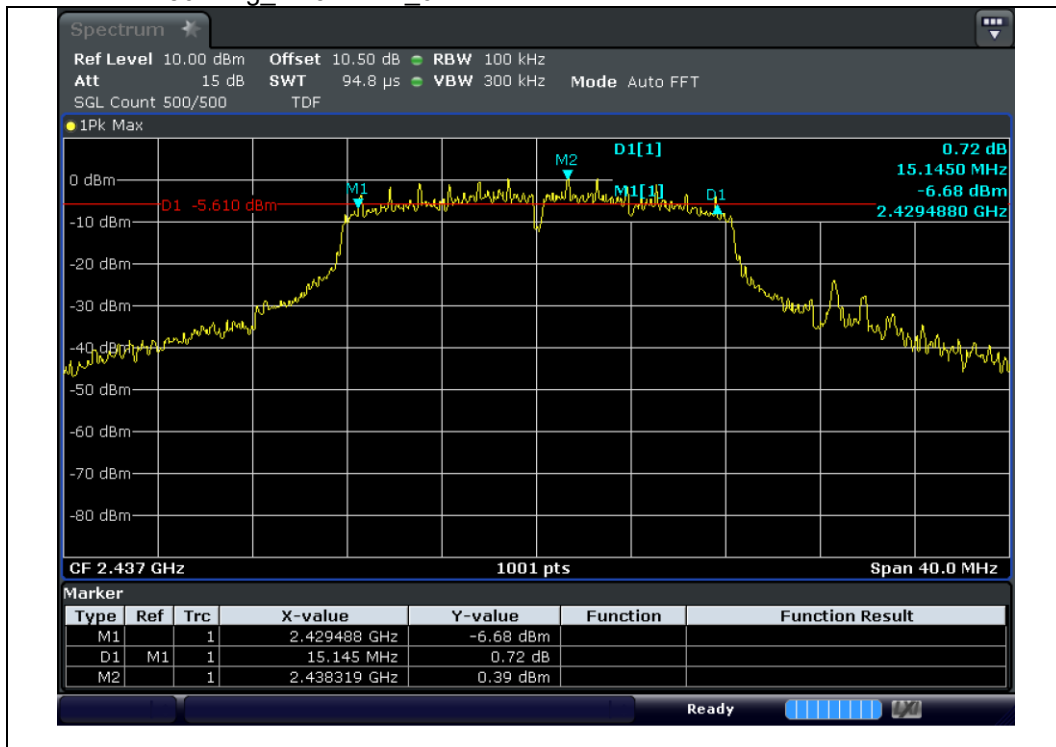 Spectrum
Ref Level 10.00 dBm Offset 10.50 dB RBW 100 kHz
Att 15 dB SWT 94.8 µs VBW 300 kHz Mode Auto FFT
SGL Count 500/500 TDF
1Pk Max
D1[1] 0.72 dB
15.1450 MHz
M1[1] -6.68 dBm
2.4294880 GHz
M2
M1
D1
0 dBm
D1 -5.610 dBm
-10 dBm
-20 dBm
-30 dBm
-40 dBm
-50 dBm
-60 dBm
-70 dBm
-80 dBm
CF 2.437 GHz 1001 pts Span 40.0 MHz
Marker
Type Ref Trc X-value Y-value Function Function Result
M1 1 2.429488 GHz -6.68 dBm
D1 M1 1 15.145 MHz 0.72 dB
M2 1 2.438319 GHz 0.39 dBm
Ready LXI